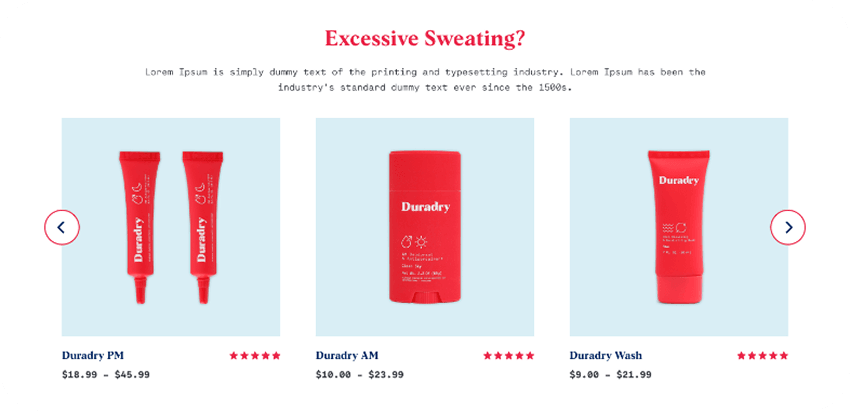 Excessive Sweating?
Lorem Ipsum is simply dummy text of the printing and typesetting industry. Lorem Ipsum has been the
industry's standard dummy text ever since the 1500s.
Duradry
Duradry
Duradry
Duradry
Duradry PM
$18.99 – $45.99
Duradry AM
$10.00 – $23.99
Duradry Wash
$9.00 – $21.99